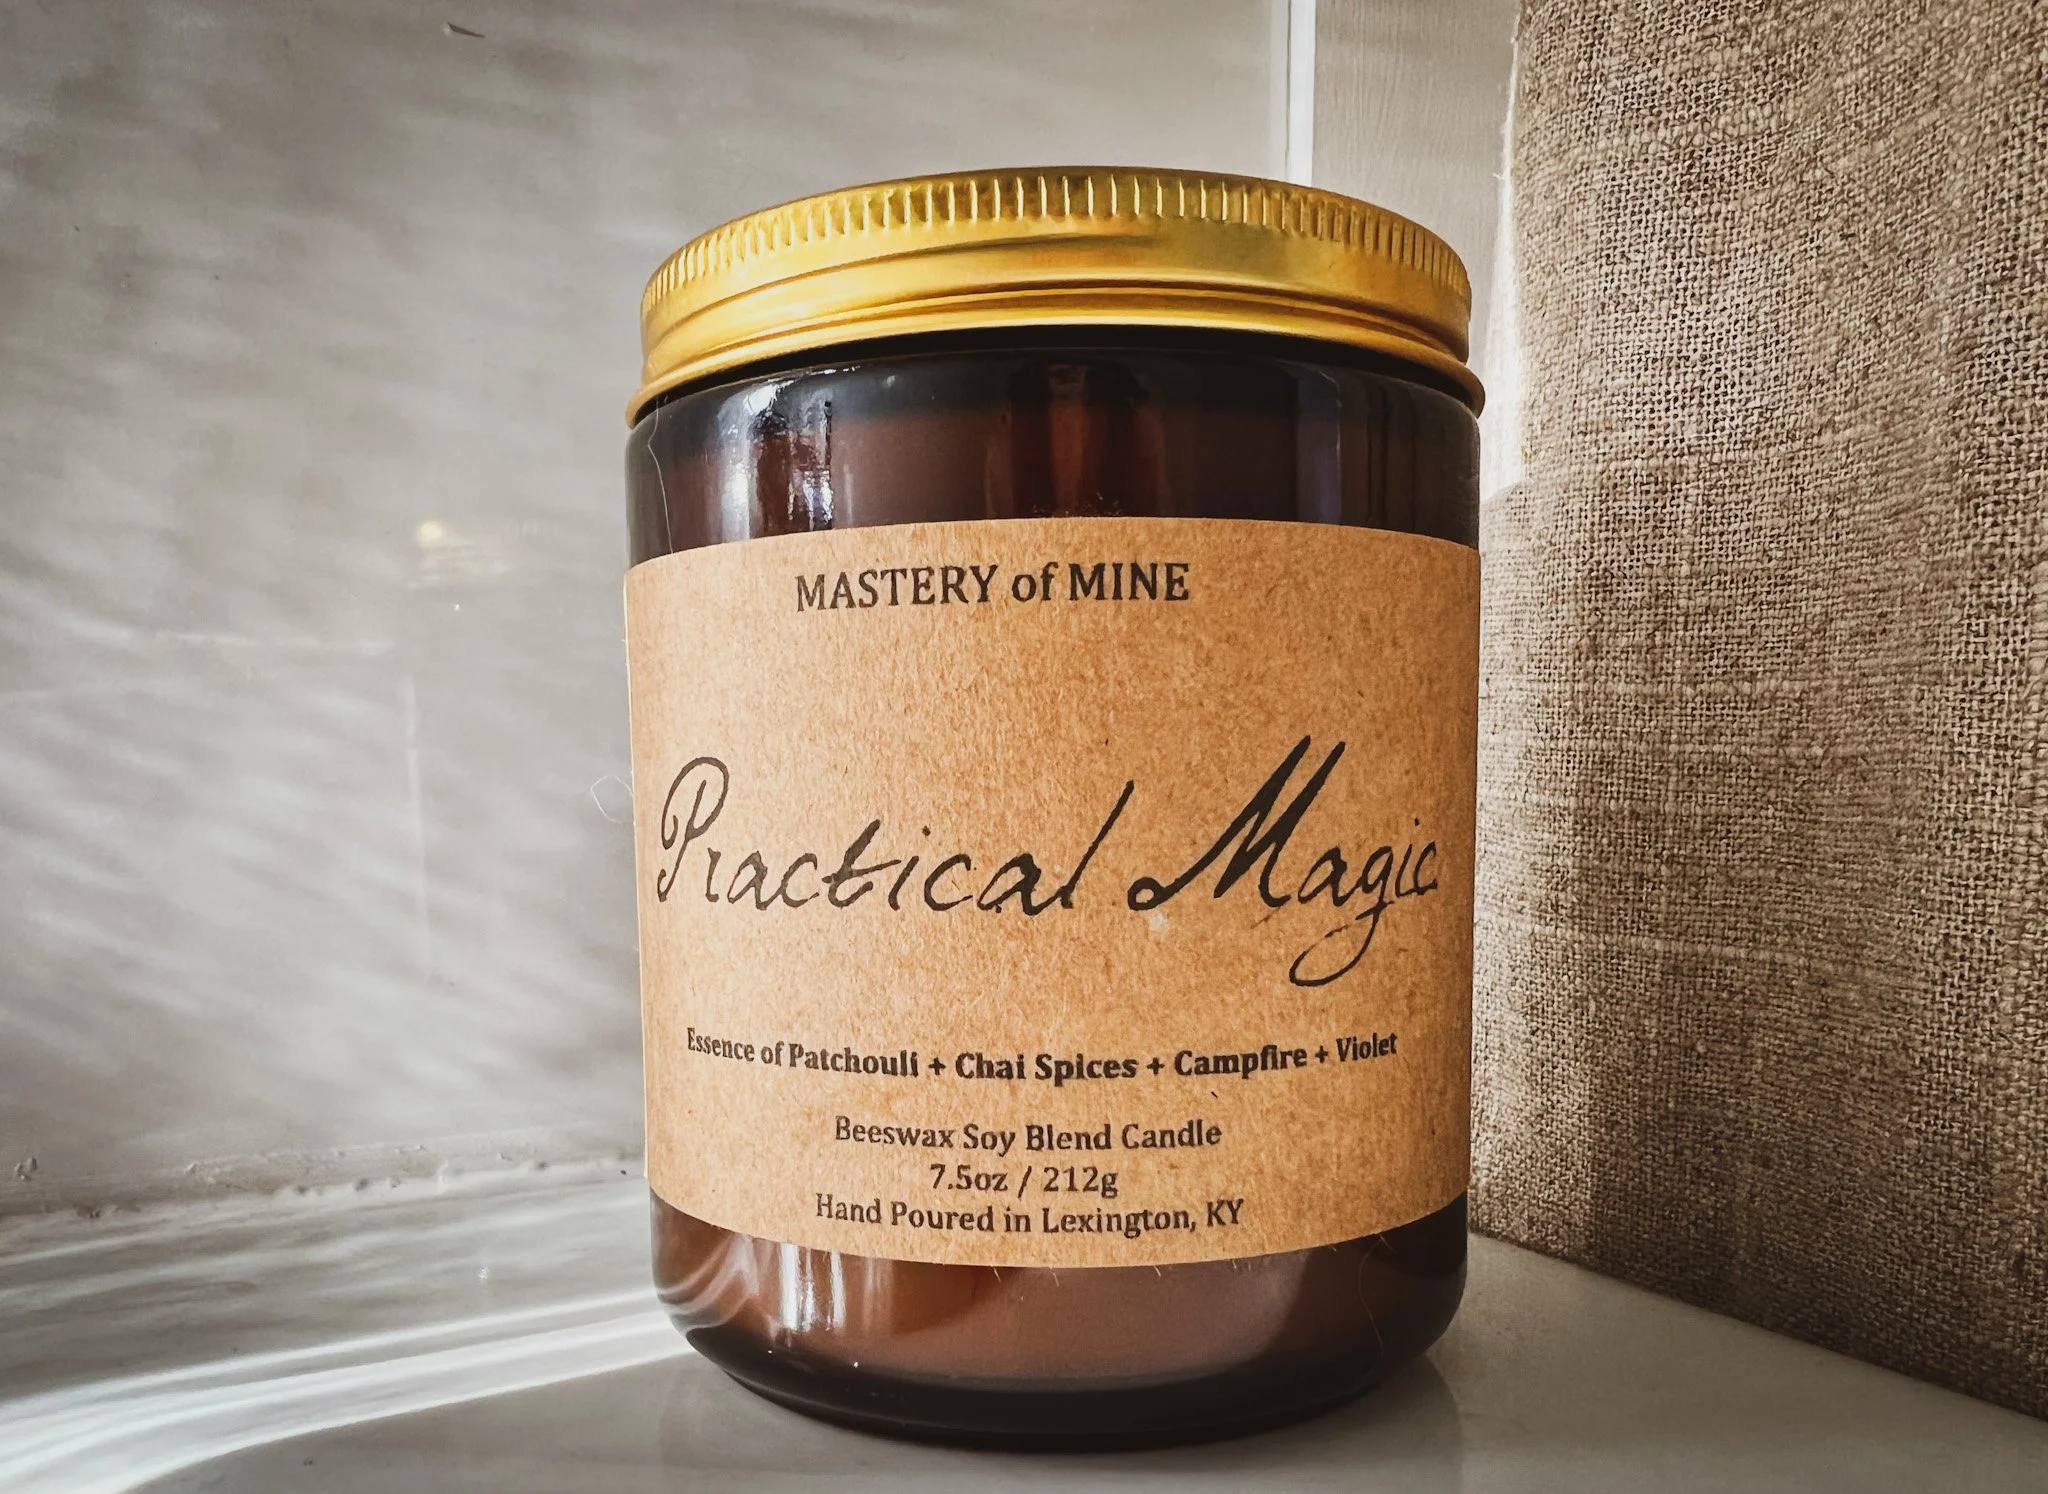 MASTERY of MINE
Practical Magic
Essence of Patchouli + Chai Spices + Campfire + Violet
Beeswax Soy Blend Candle
7.5oz / 212g
Hand Poured in Lexington, KY